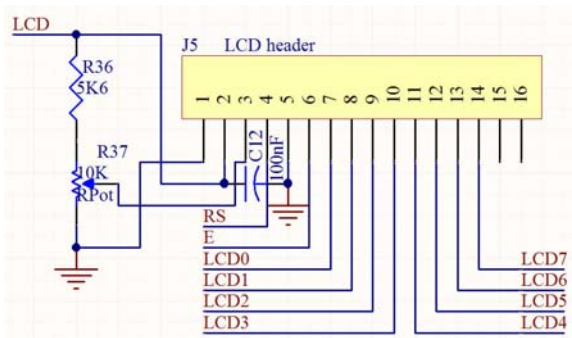 LCD
J5 LCD header
R36
5K6
1 2 3 4 5 6 7 8 9 10 11 12 13 14 15 16
R37
10K
RPot
C12
100nF
RS
E
LCD0
LCD1
LCD2
LCD3
LCD7
LCD6
LCD5
LCD4